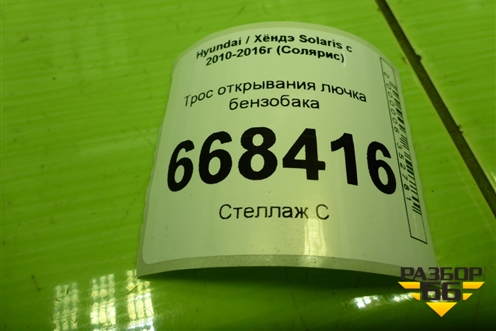 Hyundai / Хёндэ Solaris с
2010-2016г (Солярис)
Трос открывания лючка
бензобака
668416
Стеллаж С
РАЗБОР
66